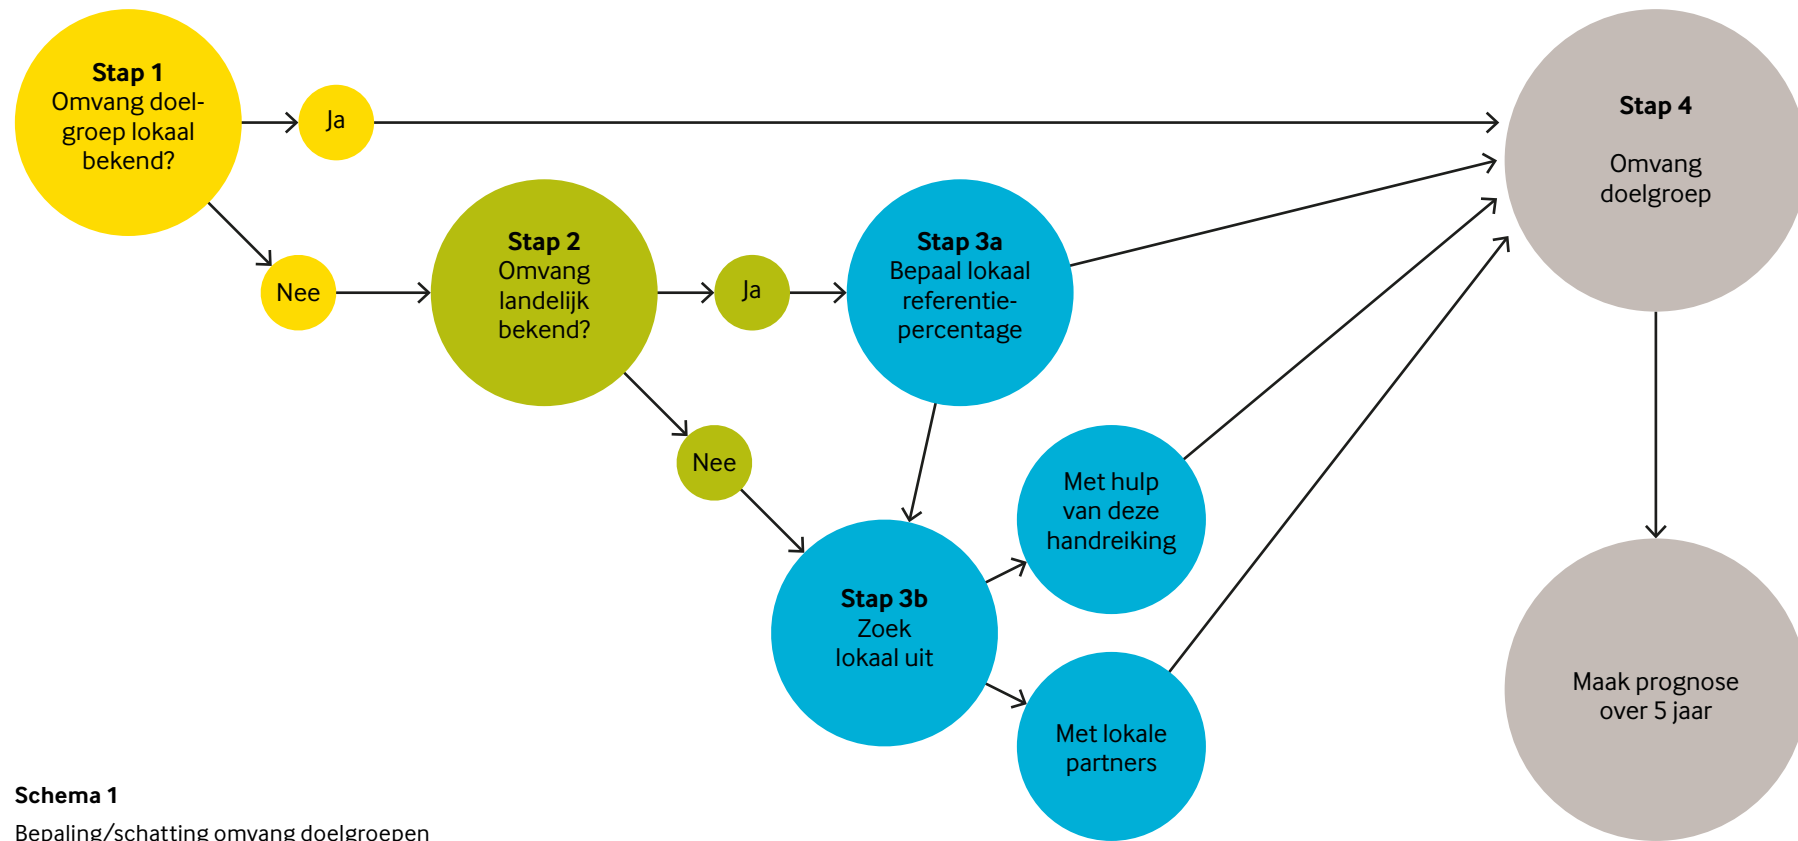 Stap 1
Omvang doel-
groep lokaal
bekend?
Ja
Nee
Stap 2
Omvang
landelijk
bekend?
Ja
Nee
Stap 3a
Bepaal lokaal
referentie-
percentage
Stap 3b
Zoek
lokaal uit
Met hulp
van deze
handreiking
Met lokale
partners
Stap 4
Omvang
doelgroep
Maak prognose
over 5 jaar
Schema 1
Bepaling/schatting omvang doelgroepen